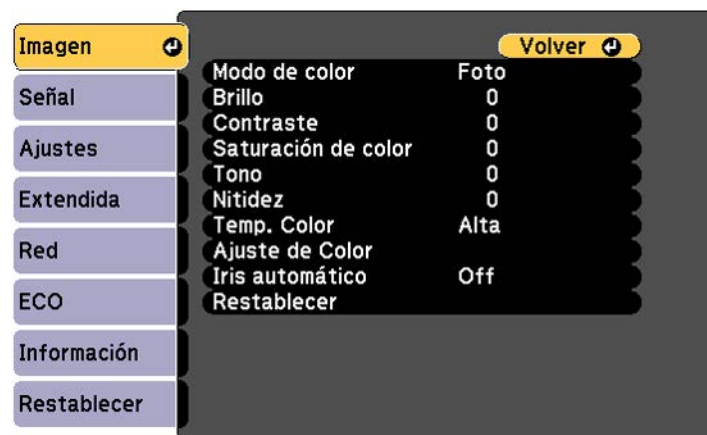 Imagen
Señal
Ajustes
Extendida
Red
ECO
Información
Restablecer
Volver
Modo de color Foto
Brillo 0
Contraste 0
Saturación de color 0
Tono 0
Nitidez 0
Temp. Color Alta
Ajuste de Color
Iris automático Off
Restablecer